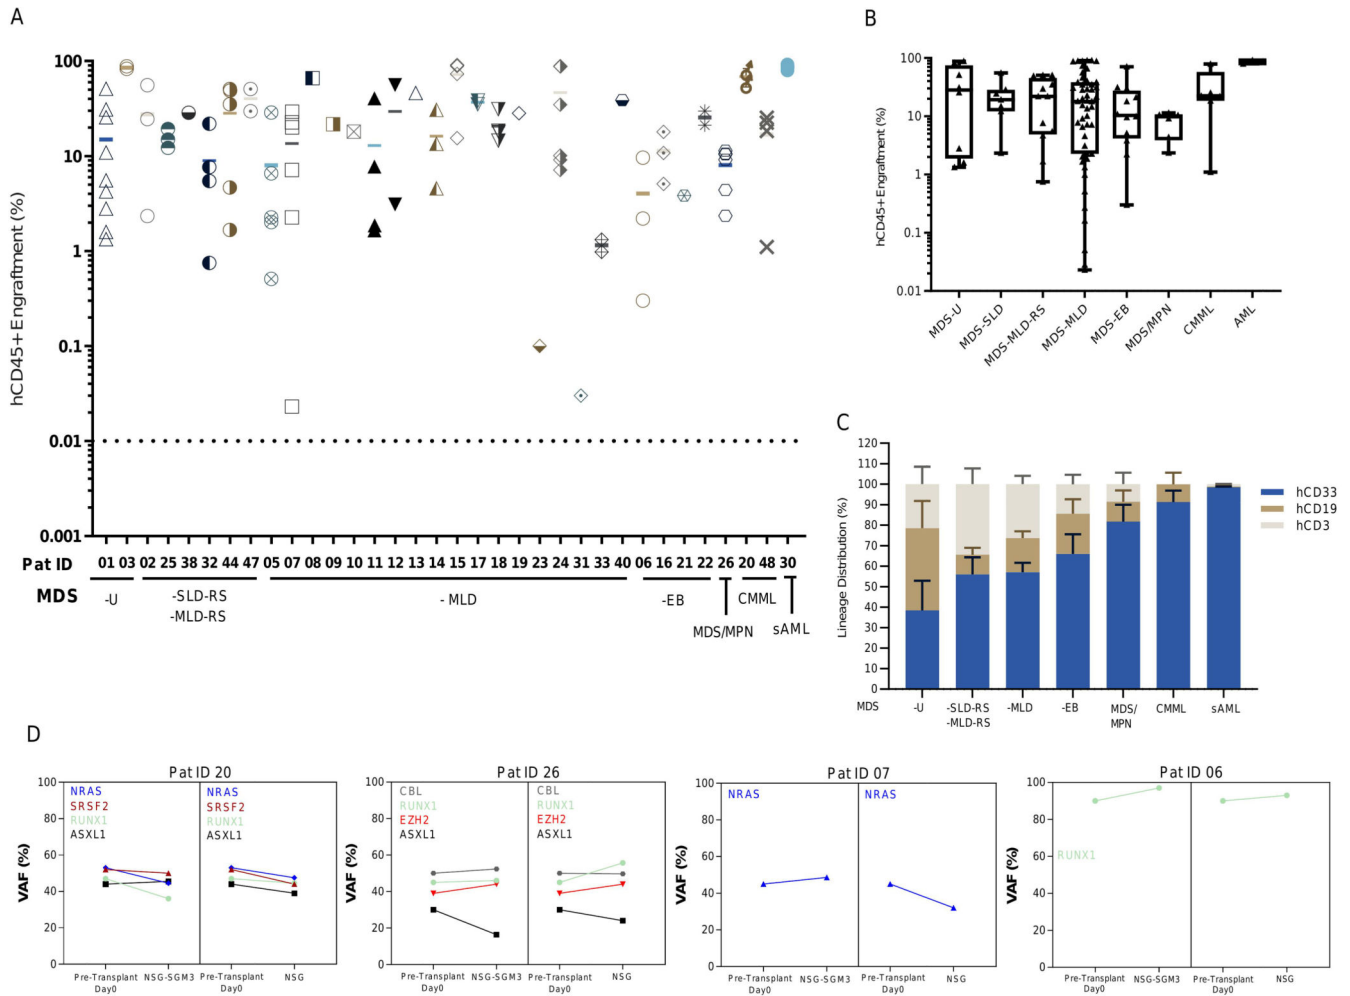 A
hCD45+ Engraftment (%)
100
10
1
0.1
0.01
0.001
Pat ID 01 03 02 25 38 32 44 47 05 07 08 09 10 11 12 13 14 15 17 18 19 23 24 31 33 40 06 16 21 22 26 20 48 30
MDS -U -SLD-RS - MLD -EB CMML
-MLD-RS
MDS/MPN sAML
B
hCD45+ Engraftment (%)
100
10
1
0.1
0.01
MDS-U MDS-SLD MDS-MLD-RS MDS-MLD MDS-EB MDS/MPN CMML AML
C
Lineage Distribution (%)
120
110
100
90
80
70
60
50
40
30
20
10
0
hCD33
hCD19
hCD3
MDS -U -SLD-RS -MLD -EB MDS/ CMML sAML
-MLD-RS MPN
D
Pat ID 20
VAF (%)
100
80
60
40
20
0
NRAS NRAS
SRSF2 SRSF2
RUNX1 RUNX1
ASXL1 ASXL1
Pre-Transplant NSG-SGM3 Pre-Transplant NSG
Day0 Day0
Pat ID 26
VAF (%)
100
80
60
40
20
0
CBL CBL
RUNX1 RUNX1
EZH2 EZH2
ASXL1 ASXL1
Pre-Transplant NSG-SGM3 Pre-Transplant NSG
Day0 Day0
Pat ID 07
VAF (%)
100
80
60
40
20
0
NRAS NRAS
Pre-Transplant NSG-SGM3 Pre-Transplant NSG
Day0 Day0
Pat ID 06
VAF (%)
100
80
60
40
20
0
RUNX1
Pre-Transplant NSG-SGM3 Pre-Transplant NSG
Day0 Day0